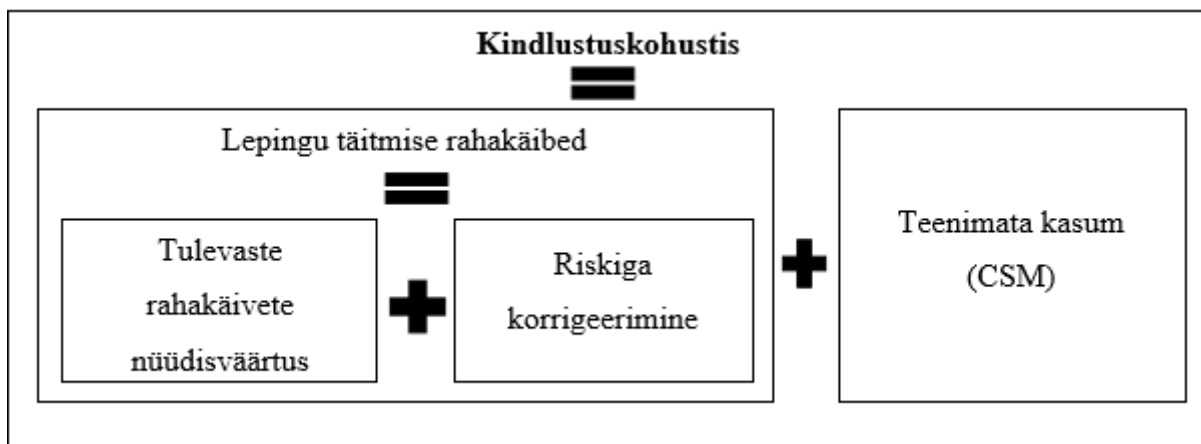 Kindlustuskohustis
Lepingu täitmise rahakäibed
Tulevaste
rahakäivete
nüüdisväärtus
Riskiga
korrigeerimine
Teenimata kasum
(CSM)